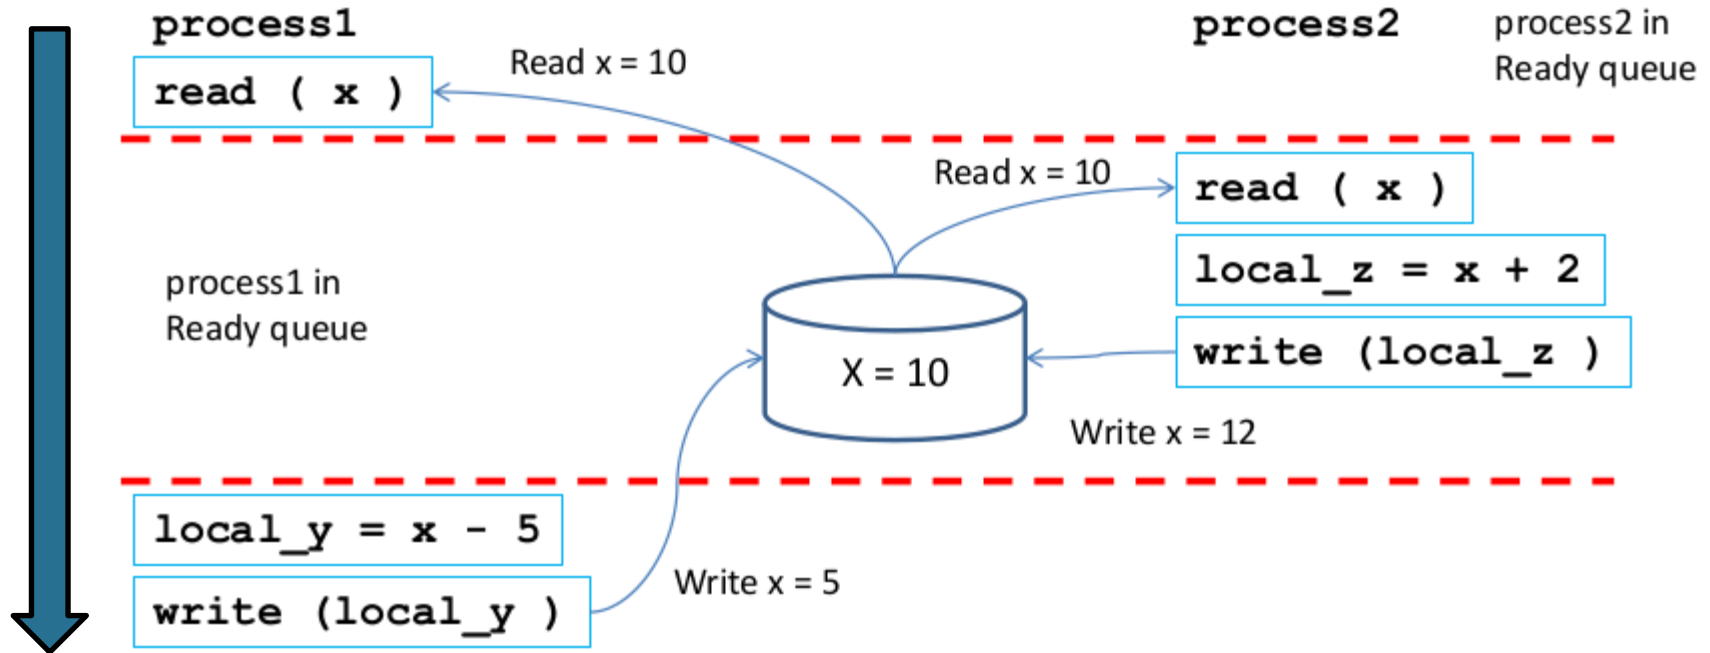 process1
process2
process2 in
Ready queue
Read x = 10
read ( x )
Read x = 10
read ( x )
local_z = x + 2
process1 in
Ready queue
write (local_z )
X = 10
Write x = 12
local_y = x - 5
Write x = 5
write (local_y )